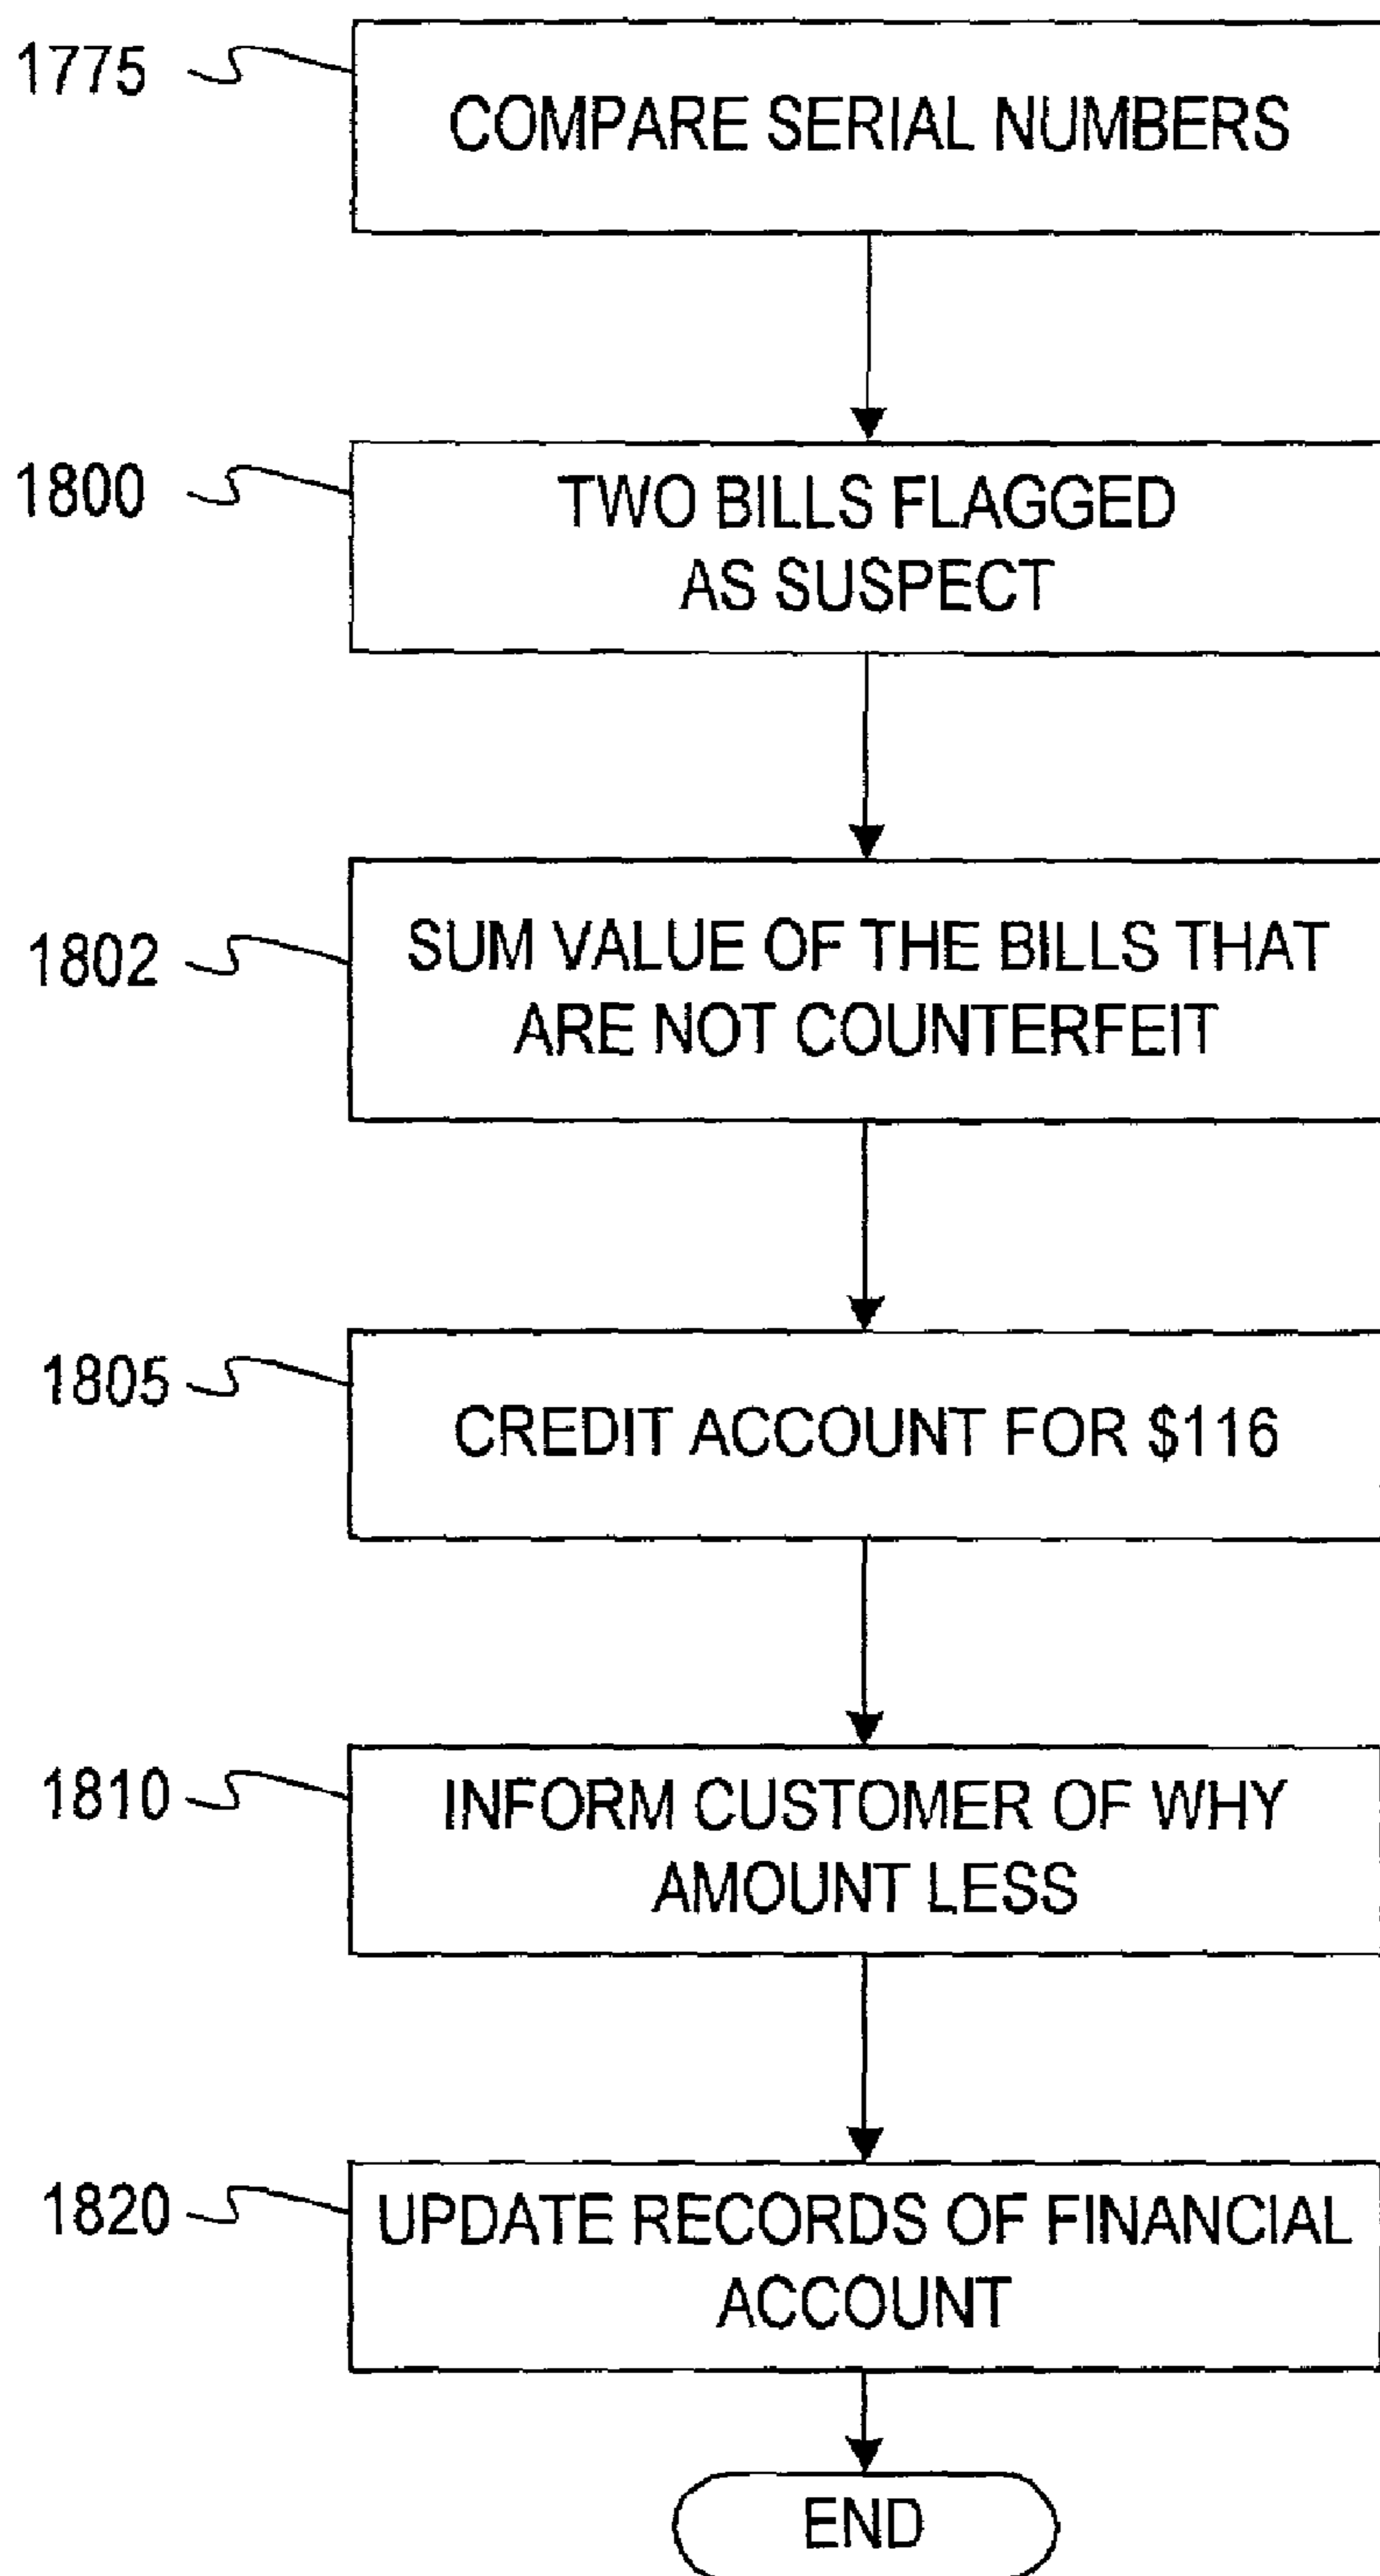 1775
COMPARE SERIAL NUMBERS
1800
TWO BILLS FLAGGED
AS SUSPECT
1802
SUM VALUE OF THE BILLS THAT
ARE NOT COUNTERFEIT
1805
CREDIT ACCOUNT FOR $116
1810
INFORM CUSTOMER OF WHY
AMOUNT LESS
1820
UPDATE RECORDS OF FINANCIAL
ACCOUNT
END